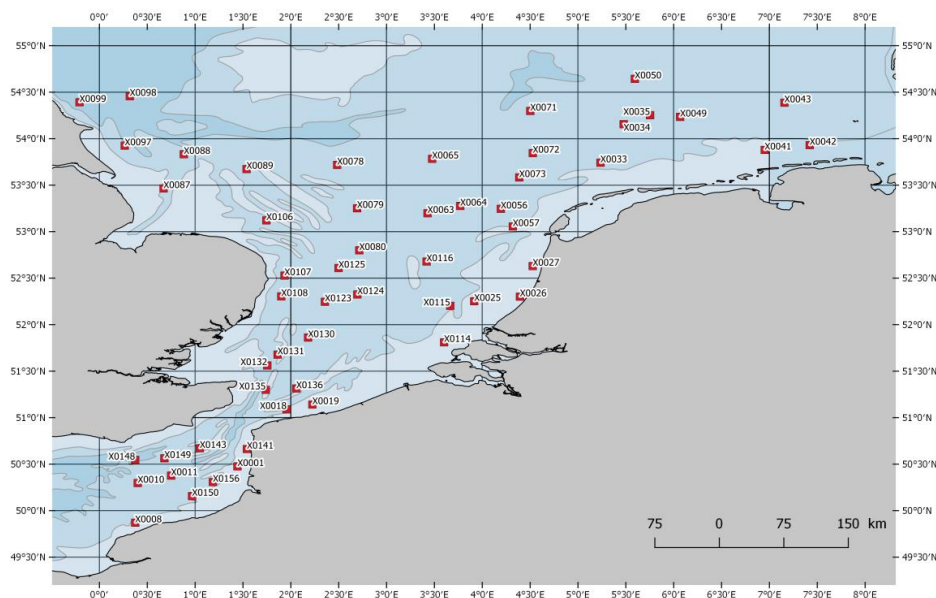 0°0'E 0°30'E 1°0'E 1°30'E 2°0'E 2°30'E 3°0'E 3°30'E 4°0'E 4°30'E 5°0'E 5°30'E 6°0'E 6°30'E 7°0'E 7°30'E 8°0'E
55°0'N 55°0'N
X0050
54°30'N X0099 X0098 X0043 54°30'N
X0071 X0035 X0049
X0034
54°0'N X0097 X0088 X0072 X0041 X0042 54°0'N
X0089 X0078 X0065 X0033
53°30'N X0087 X0073 53°30'N
X0106 X0079 X0063 X0064 X0056
53°0'N X0057 53°0'N
X0080
X0125 X0116 X0027
52°30'N X0107 52°30'N
X0108 X0123 X0124 X0115 X0025 X0026
52°0'N 52°0'N
X0130 X0114
X0131
51°30'N X0132 51°30'N
X0135 X0136
X0018 X0019
51°0'N 51°0'N
X0143 X0141
50°30'N X0148 X0149 X0001 50°30'N
X0010 X0011 X0156
X0150
50°0'N X0008 50°0'N
75 0 75 150 km
49°30'N 49°30'N
0°0'E 0°30'E 1°0'E 1°30'E 2°0'E 2°30'E 3°0'E 3°30'E 4°0'E 4°30'E 5°0'E 5°30'E 6°0'E 6°30'E 7°0'E 7°30'E 8°0'E